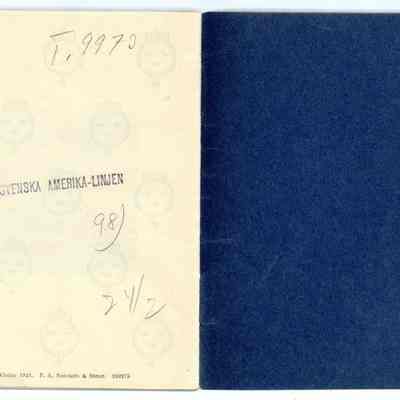 T. 9970
SVENSKA AMERIKA-LINJEN
98)
24/2
P. A. Norstedt & Söner